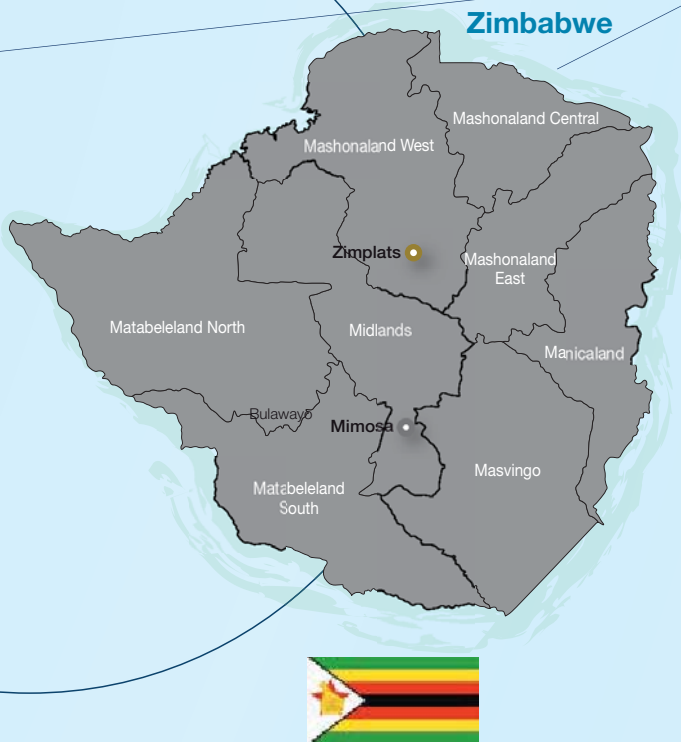 Zimbabwe
Mashonaland Central
Mashonaland West
Zimplats
Mashonaland
East
Matabeleland North
Midlands
Manicaland
Bulawayo
Mimosa
Masvingo
Matabeleland
South